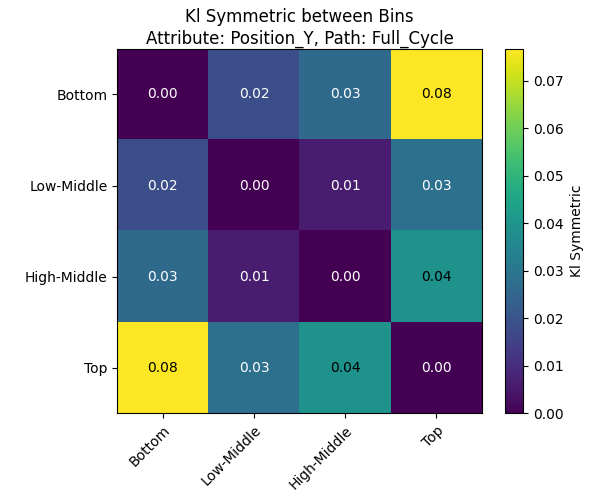 Kl Symmetric between Bins
Attribute: Position_Y, Path: Full_Cycle
Bottom
0.00
0.02
0.03
0.08
Low-Middle
0.02
0.00
0.01
0.03
High-Middle
0.03
0.01
0.00
0.04
Top
0.08
0.03
0.04
0.00
Bottom
Low-Middle
High-Middle
Top
0.07
0.06
0.05
0.04
0.03
0.02
0.01
0.00
Kl Symmetric